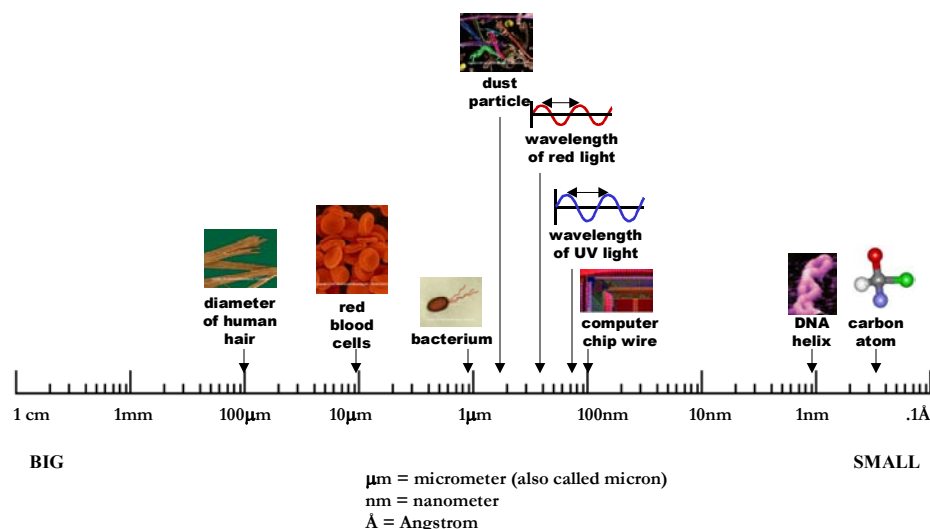 dust
particle
wavelength
of red light
wavelength
of UV light
diameter
of human
hair
red
blood
cells
bacterium
computer
chip wire
DNA
helix
carbon
atom
1 cm 1mm 100μm 10μm 1μm 100nm 10nm 1nm .1Å
BIG SMALL
μm = micrometer (also called micron)
nm = nanometer
Å = Angstrom